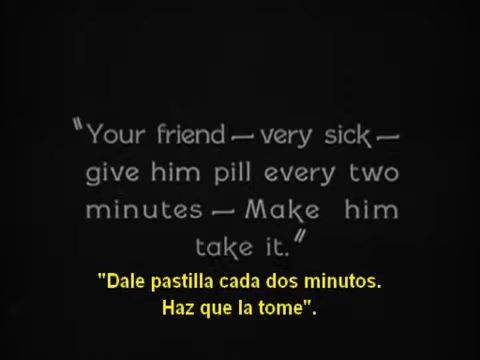 "Your friend — very sick —
give him pill every two
minutes — Make him
take it."
"Dale pastilla cada dos minutos.
Haz que la tome".